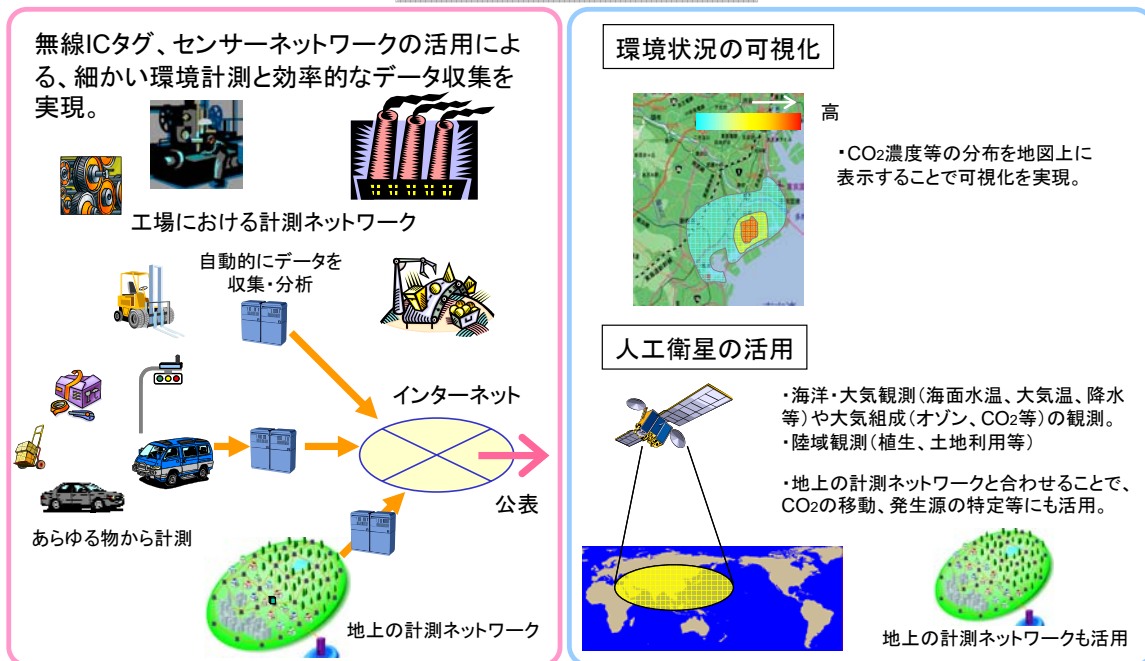 無線ICタグ、センサーネットワークの活用によ
る、細かい環境計測と効率的なデータ収集を
実現。
工場における計測ネットワーク
自動的にデータを
収集・分析
インターネット
公表
あらゆる物から計測
地上の計測ネットワーク
環境状況の可視化
高
・CO2濃度等の分布を地図上に
表示することで可視化を実現。
人工衛星の活用
・海洋・大気観測(海面水温、大気温、降水
等)や大気組成(オゾン、CO2等)の観測。
・陸域観測(植生、土地利用等)
・地上の計測ネットワークと合わせることで、
CO2の移動、発生源の特定等にも活用。
地上の計測ネットワークも活用